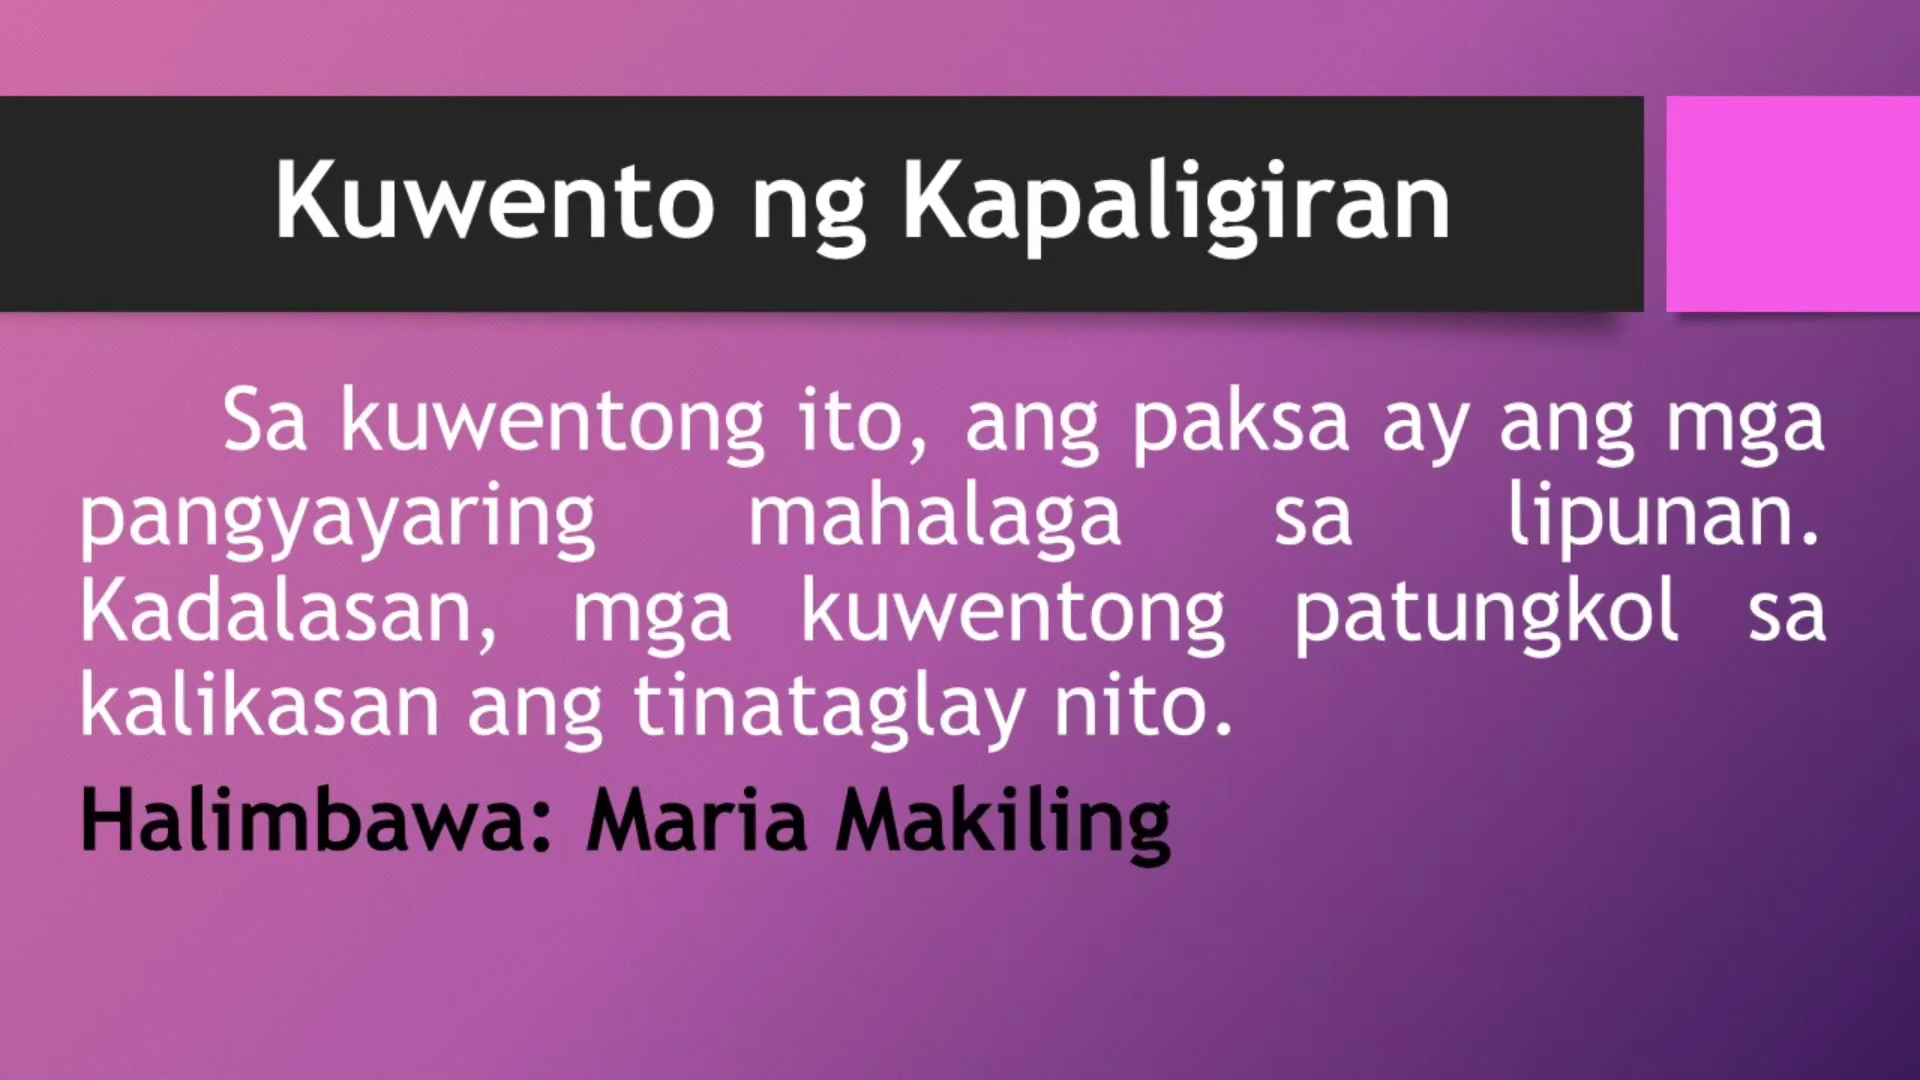 Kuwento ng Kapaligiran
Sa kuwentong ito, ang paksa ay ang mga
pangyayaring mahalaga sa lipunan.
Kadalasan, mga kuwentong patungkol sa
kalikasan ang tinataglay nito.
Halimbawa: Maria Makiling